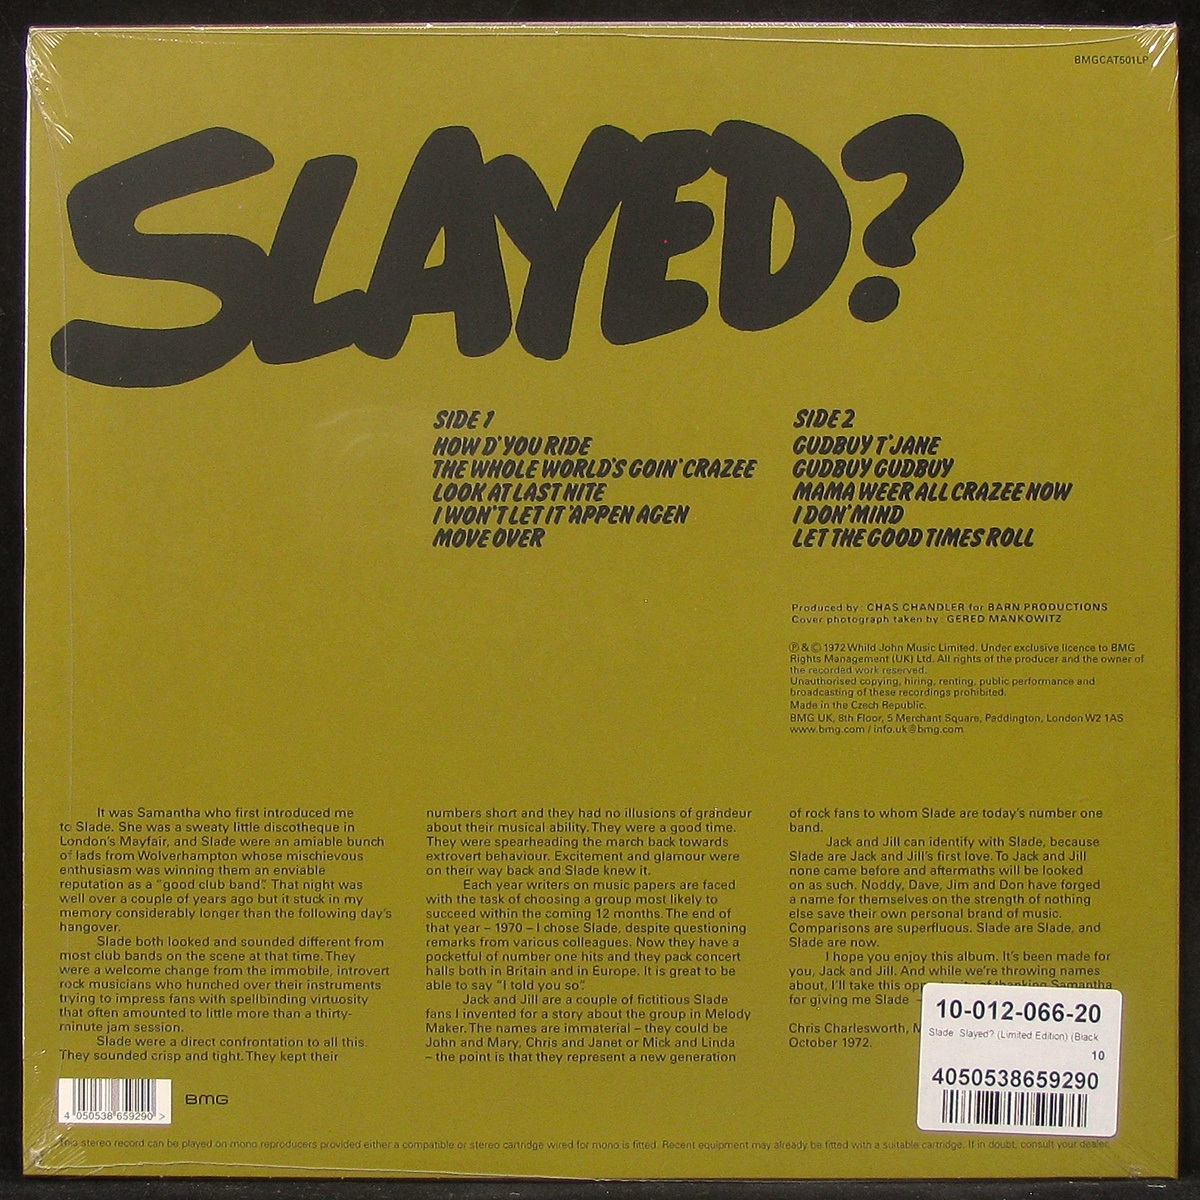 BMGCAT501LP
SLAYED?
SIDE 1
HOW D'YOU RIDE
THE WHOLE WORLD'S GOIN' CRAZEE
LOOK AT LAST NITE
I WON'T LET IT 'APPEN AGEN
MOVE OVER
SIDE 2
GUDBUY T'JANE
GUDBUY GUDBUY
MAMA WEER ALL CRAZEE NOW
I DON' MIND
LET THE GOOD TIMES ROLL
Produced by: CHAS CHANDLER for BARN PRODUCTIONS
Cover photograph taken by: GERED MANKOWITZ
℗ & © 1972 Whild John Music Limited. Under exclusive licence to BMG
Rights Management (UK) Ltd. All rights of the producer and the owner of
the recorded work reserved.
Unauthorised copying, hiring, renting, public performance and
broadcasting of these recordings prohibited.
Made in the Czech Republic.
BMG UK, 8th Floor, 5 Merchant Square, Paddington, London W2 1AS
www.bmg.com / info.uk@bmg.com
It was Samantha who first introduced me
to Slade. She was a sweaty little discotheque in
London's Mayfair, and Slade were an amiable bunch
of lads from Wolverhampton whose mischievous
enthusiasm was winning them an enviable
reputation as a "good club band". That night was
well over a couple of years ago but it stuck in my
memory considerably longer than the following day's
hangover.
Slade both looked and sounded different from
most club bands on the scene at that time. They
were a welcome change from the immobile, introvert
rock musicians who hunched over their instruments
trying to impress fans with spellbinding virtuosity
that often amounted to little more than a thirty-
minute jam session.
Slade were a direct confrontation to all this.
They sounded crisp and tight. They kept their
numbers short and they had no illusions of grandeur
about their musical ability. They were a good time.
They were spearheading the march back towards
extrovert behaviour. Excitement and glamour were
on their way back and Slade knew it.
Each year writers on music papers are faced
with the task of choosing a group most likely to
succeed within the coming 12 months. The end of
that year – 1970 – I chose Slade, despite questioning
remarks from various colleagues. Now they have a
pocketful of number one hits and they pack concert
halls both in Britain and in Europe. It is great to be
able to say "I told you so".
Jack and Jill are a couple of fictitious Slade
fans I invented for a story about the group in Melody
Maker. The names are immaterial – they could be
John and Mary, Chris and Janet or Mick and Linda
– the point is that they represent a new generation
of rock fans to whom Slade are today's number one
band.
Jack and Jill can identify with Slade, because
Slade are Jack and Jill's first love. To Jack and Jill
none came before and aftermaths will be looked
on as such. Noddy, Dave, Jim and Don have forged
a name for themselves on the strength of nothing
else save their own personal brand of music.
Comparisons are superfluous. Slade are Slade, and
Slade are now.
I hope you enjoy this album. It's been made for
you, Jack and Jill. And while we're throwing names
about, I'll take this opp of thanking Samantha
for giving me Slade –
Chris Charlesworth, M
October 1972.
10-012-066-20
Slade Slayed? (Limited Edition) (Black
10
4050538659290
4 050538 659290 >
BMG
This stereo record can be played on mono reproducers provided either a compatible or stereo cartridge wired for mono is fitted. Recent equipment may already be fitted with a suitable cartridge. If in doubt, consult your dealer.